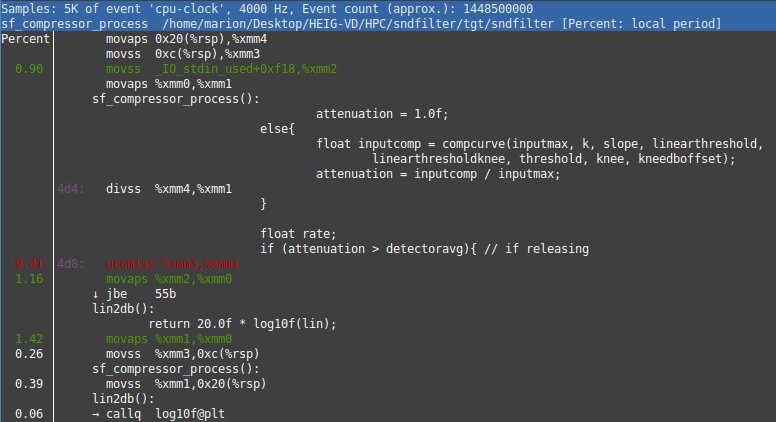 Samples: 5K of event 'cpu-clock', 4000 Hz, Event count (approx.): 1448500000
sf_compressor_process /home/marion/Desktop/HEIG-VD/HPC/sndfilter/tgt/sndfilter [Percent: local period]
Percent movaps 0x20(%rsp),%xmm4
movss 0xc(%rsp),%xmm3
0.90 movss _IO_stdin_used+0xf18,%xmm2
movaps %xmm0,%xmm1
sf_compressor_process():
attenuation = 1.0f;
else{
float inputcomp = compcurve(inputmax, k, slope, linearthreshold,
linearthresholdknee, threshold, knee, kneedboffset);
attenuation = inputcomp / inputmax;
4d4: divss %xmm4,%xmm1
}
float rate;
if (attenuation > detectoravg){ // if releasing
9.41 4d8: ucomiss %xmm3,%xmm1
1.16 movaps %xmm2,%xmm0
↓ jbe 55b
lin2db():
return 20.0f * log10f(lin);
1.42 movaps %xmm1,%xmm0
0.26 movss %xmm3,0xc(%rsp)
sf_compressor_process():
0.39 movss %xmm1,0x20(%rsp)
lin2db():
0.06 → callq log10f@plt